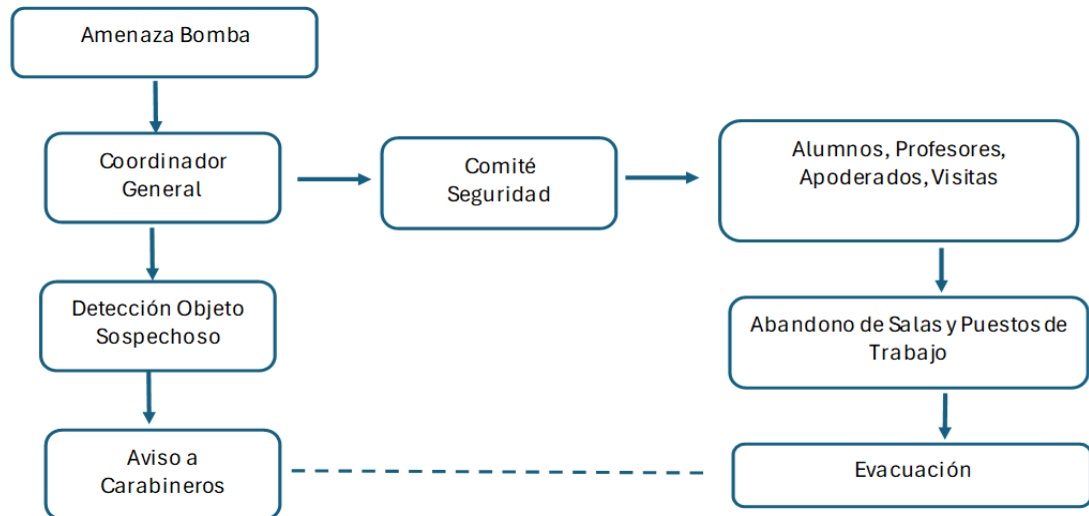 Amenaza Bomba
Coordinador
General
Comité
Seguridad
Alumnos, Profesores,
Apoderados, Visitas
Detección Objeto
Sospechoso
Abandono de Salas y Puestos de
Trabajo
Aviso a
Carabineros
Evacuación